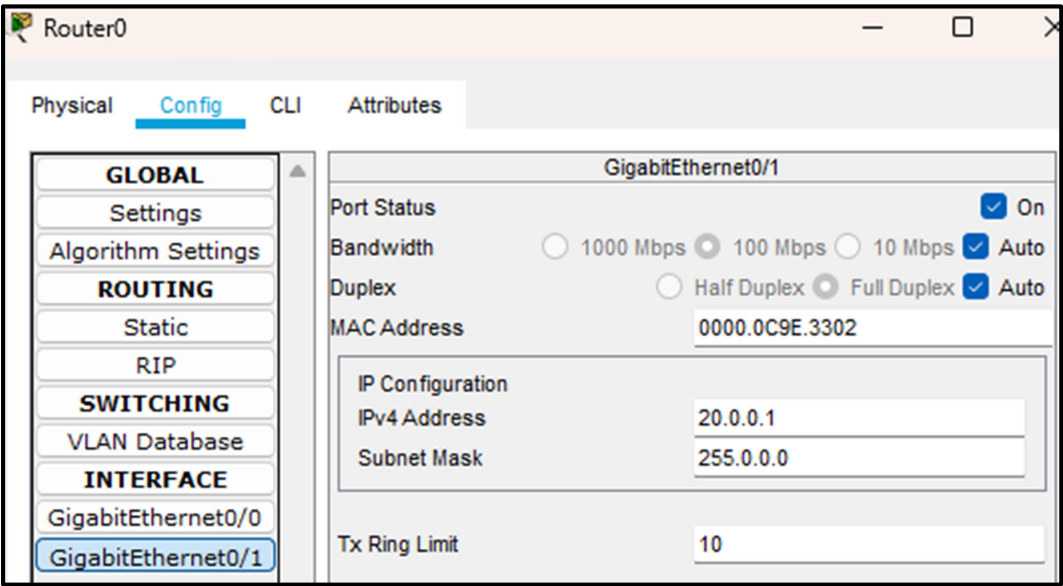 Router0
Physical Config CLI Attributes
GLOBAL
Settings
Algorithm Settings
ROUTING
Static
RIP
SWITCHING
VLAN Database
INTERFACE
GigabitEthernet0/0
GigabitEthernet0/1
GigabitEthernet0/1
Port Status On
Bandwidth 1000 Mbps 100 Mbps 10 Mbps Auto
Duplex Half Duplex Full Duplex Auto
MAC Address 0000.0C9E.3302
IP Configuration
IPv4 Address 20.0.0.1
Subnet Mask 255.0.0.0
Tx Ring Limit 10